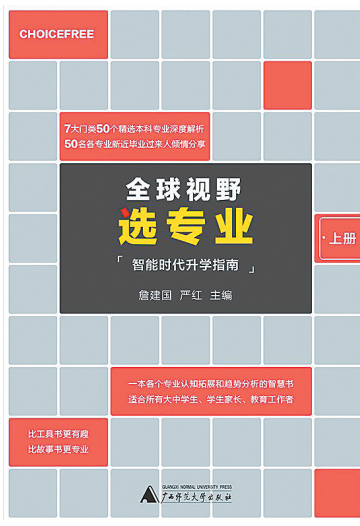 CHOICEFREE
7大门类50个精选本科专业深度解析
50名各专业新近毕业过来人倾情分享
全球视野
选专业
「 智能时代升学指南 」
·上册
詹建国 严红 主编
一本各个专业认知拓展和趋势分析的智慧书
适合所有大中学生、学生家长、教育工作者
比工具书更有趣
比故事书更专业
GUANGXI NORMAL UNIVERSITY PRESS
广西师范大学出版社